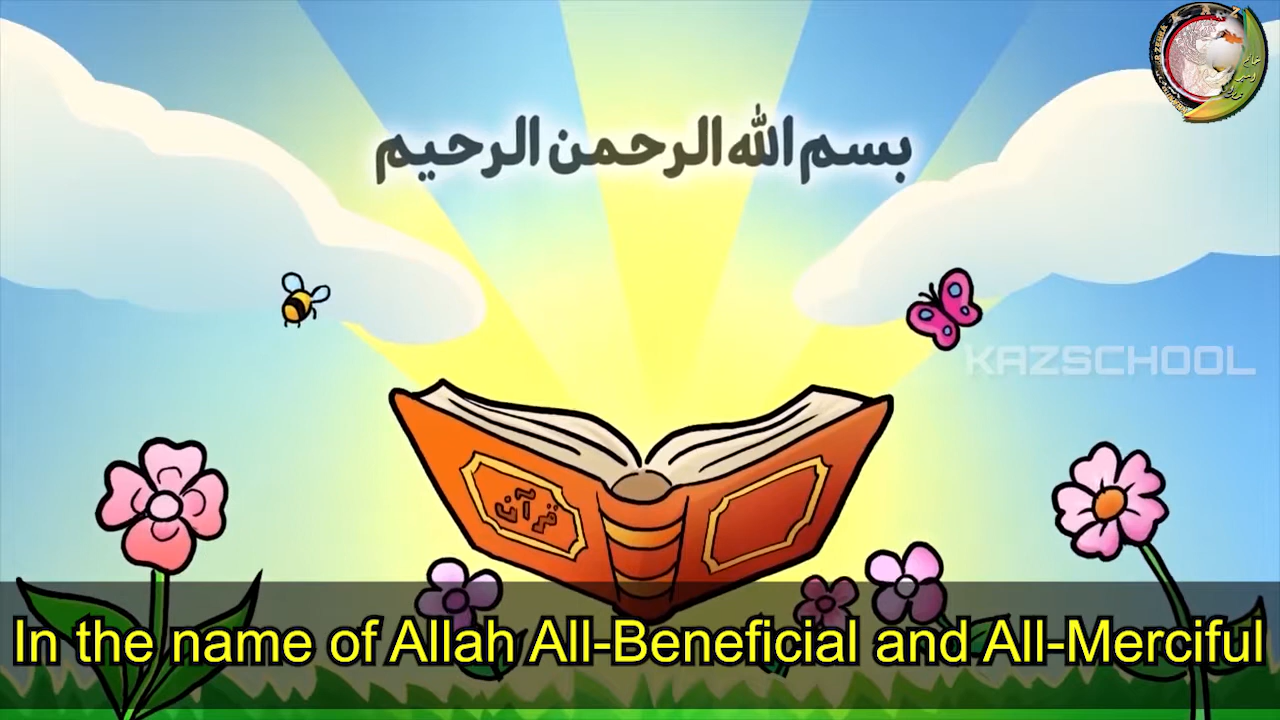 بسم الله الرحمن الرحيم
KAZSCHOOL
قرآن
In the name of Allah All-Beneficial and All-Merciful